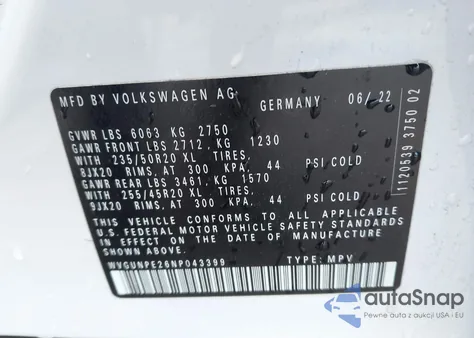 MFD BY VOLKSWAGEN AG GERMANY 06/22
GVWR LBS 6063 KG 2750
GAWR FRONT LBS 2712, KG 1230
WITH 235/50R20 XL TIRES,
8JX20 RIMS, AT 300 KPA, 44 PSI COLD
GAWR REAR LBS 3461, KG 1570
WITH 255/45R20 XL TIRES,
9JX20 RIMS, AT 300 KPA, 44 PSI COLD
THIS VEHICLE CONFORMS TO ALL APPLICABLE
U.S. FEDERAL MOTOR VEHICLE SAFETY STANDARDS
IN EFFECT ON THE DATE OF MANUFACTURE
SHOWN ABOVE.
WVGUNPE26NP043399 TYPE: MPV
11120539 3750 02
autoSnap
Pewne auta z aukcji USA i EU